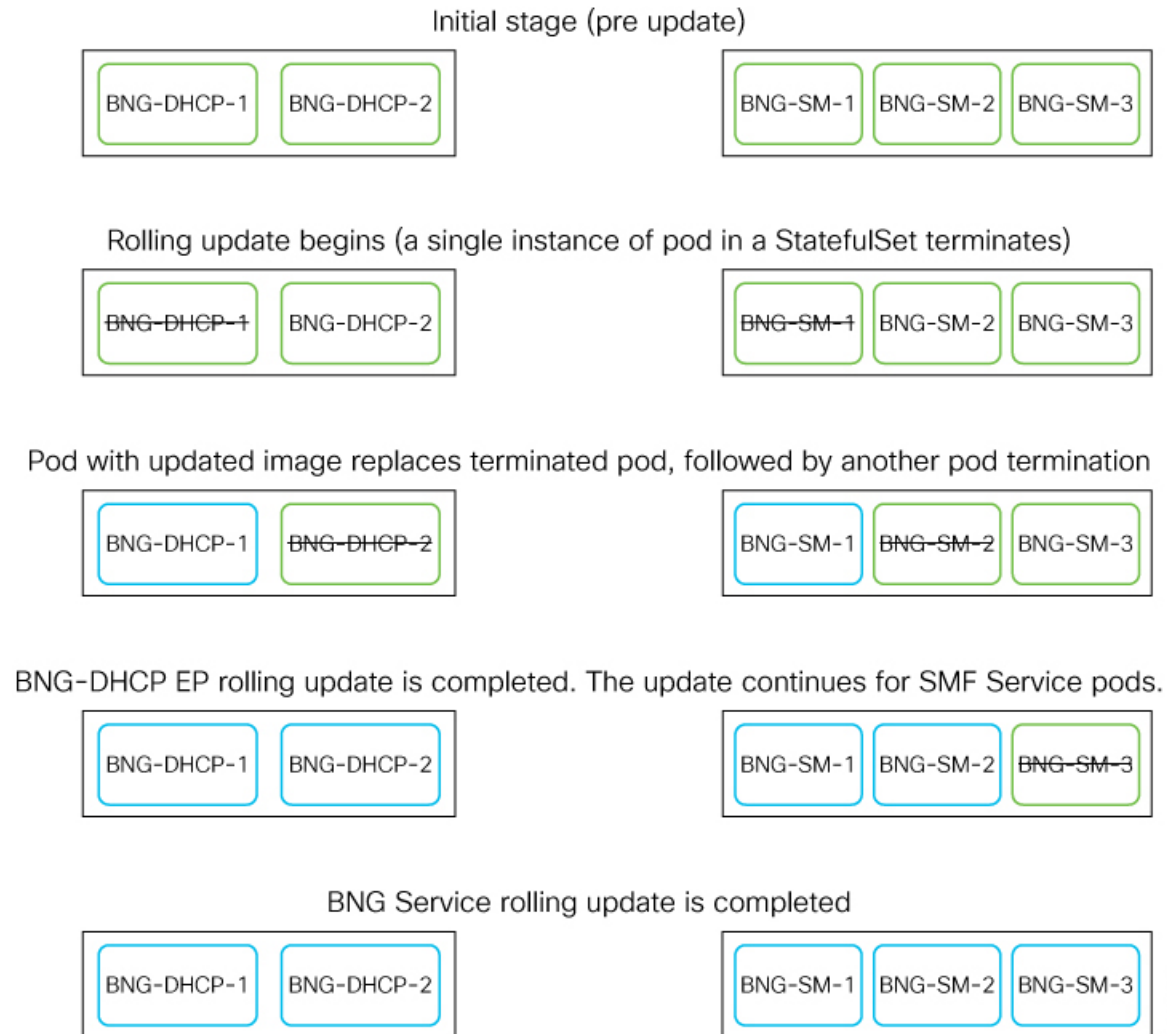 Initial stage (pre update)
BNG-DHCP-1 BNG-DHCP-2 BNG-SM-1 BNG-SM-2 BNG-SM-3
Rolling update begins (a single instance of pod in a StatefulSet terminates)
BNG-DHCP-1 BNG-DHCP-2 BNG-SM-1 BNG-SM-2 BNG-SM-3
Pod with updated image replaces terminated pod, followed by another pod termination
BNG-DHCP-1 BNG-DHCP-2 BNG-SM-1 BNG-SM-2 BNG-SM-3
BNG-DHCP EP rolling update is completed. The update continues for SMF Service pods.
BNG-DHCP-1 BNG-DHCP-2 BNG-SM-1 BNG-SM-2 BNG-SM-3
BNG Service rolling update is completed
BNG-DHCP-1 BNG-DHCP-2 BNG-SM-1 BNG-SM-2 BNG-SM-3